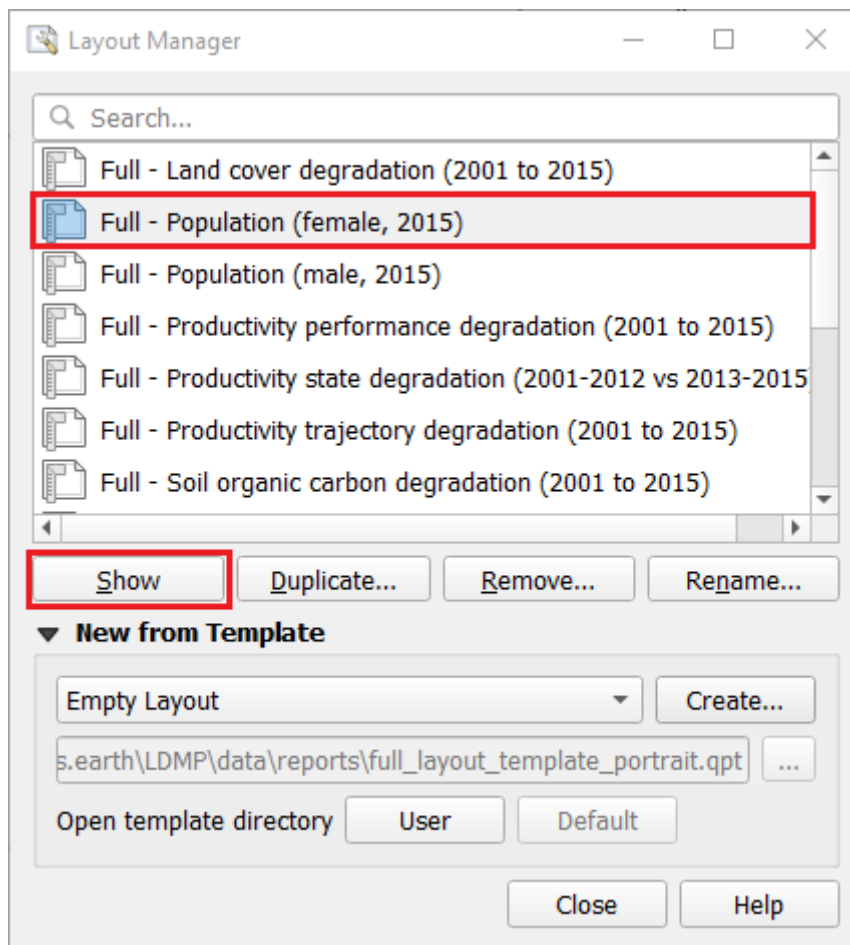 Layout Manager
Search...
Full - Land cover degradation (2001 to 2015)
Full - Population (female, 2015)
Full - Population (male, 2015)
Full - Productivity performance degradation (2001 to 2015)
Full - Productivity state degradation (2001-2012 vs 2013-2015
Full - Productivity trajectory degradation (2001 to 2015)
Full - Soil organic carbon degradation (2001 to 2015)
Show Duplicate... Remove... Rename...
New from Template
Empty Layout Create...
s.earth\LDMP\data\reports\full_layout_template_portrait.qpt ...
Open template directory User Default
Close Help